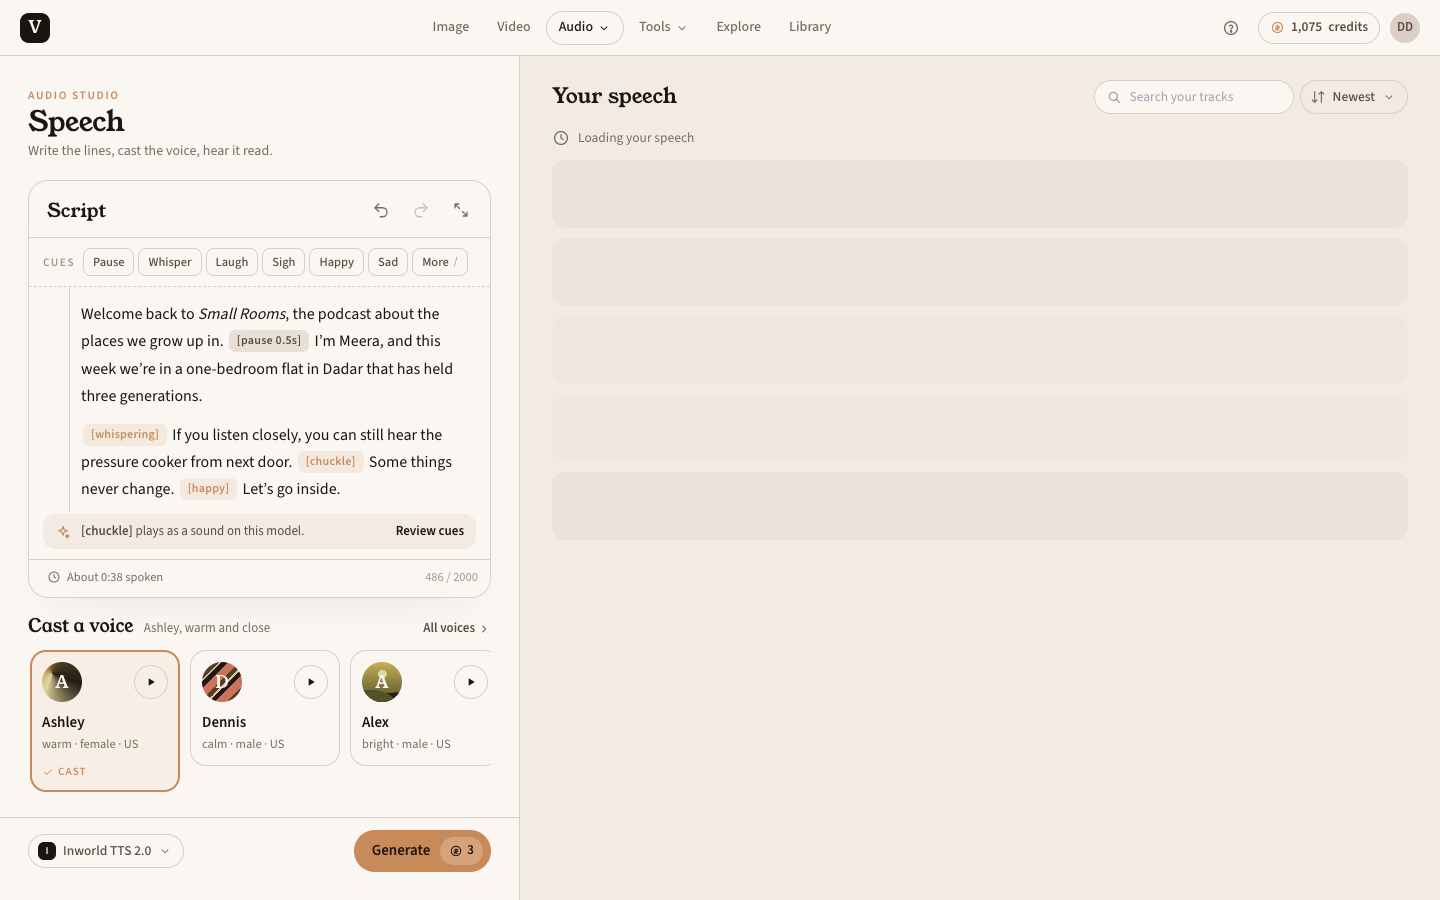 V
Image
Video
Audio
Tools
Explore
Library
1,075 credits
DD
AUDIO STUDIO
Speech
Write the lines, cast the voice, hear it read.
Script
CUES
Pause
Whisper
Laugh
Sigh
Happy
Sad
More /
Welcome back to Small Rooms, the podcast about the
places we grow up in. [pause 0.5s] I’m Meera, and this
week we’re in a one-bedroom flat in Dadar that has held
three generations.
[whispering] If you listen closely, you can still hear the
pressure cooker from next door. [chuckle] Some things
never change. [happy] Let’s go inside.
[chuckle] plays as a sound on this model.
Review cues
About 0:38 spoken
486 / 2000
Cast a voice
Ashley, warm and close
All voices
A
Ashley
warm · female · US
CAST
D
Dennis
calm · male · US
A
Alex
bright · male · US
I
Inworld TTS 2.0
Generate
3
Your speech
Search your tracks
Newest
Loading your speech